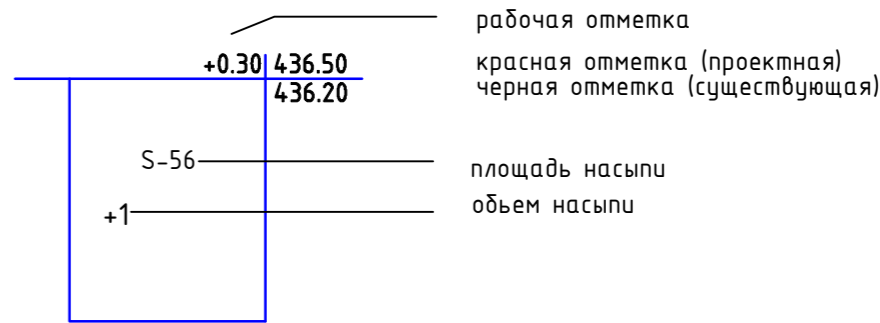 рабочая отметка
+0.30 436.50 красная отметка (проектная)
436.20 черная отметка (существующая)
S-56 площадь насыпи
+1 обьем насыпи